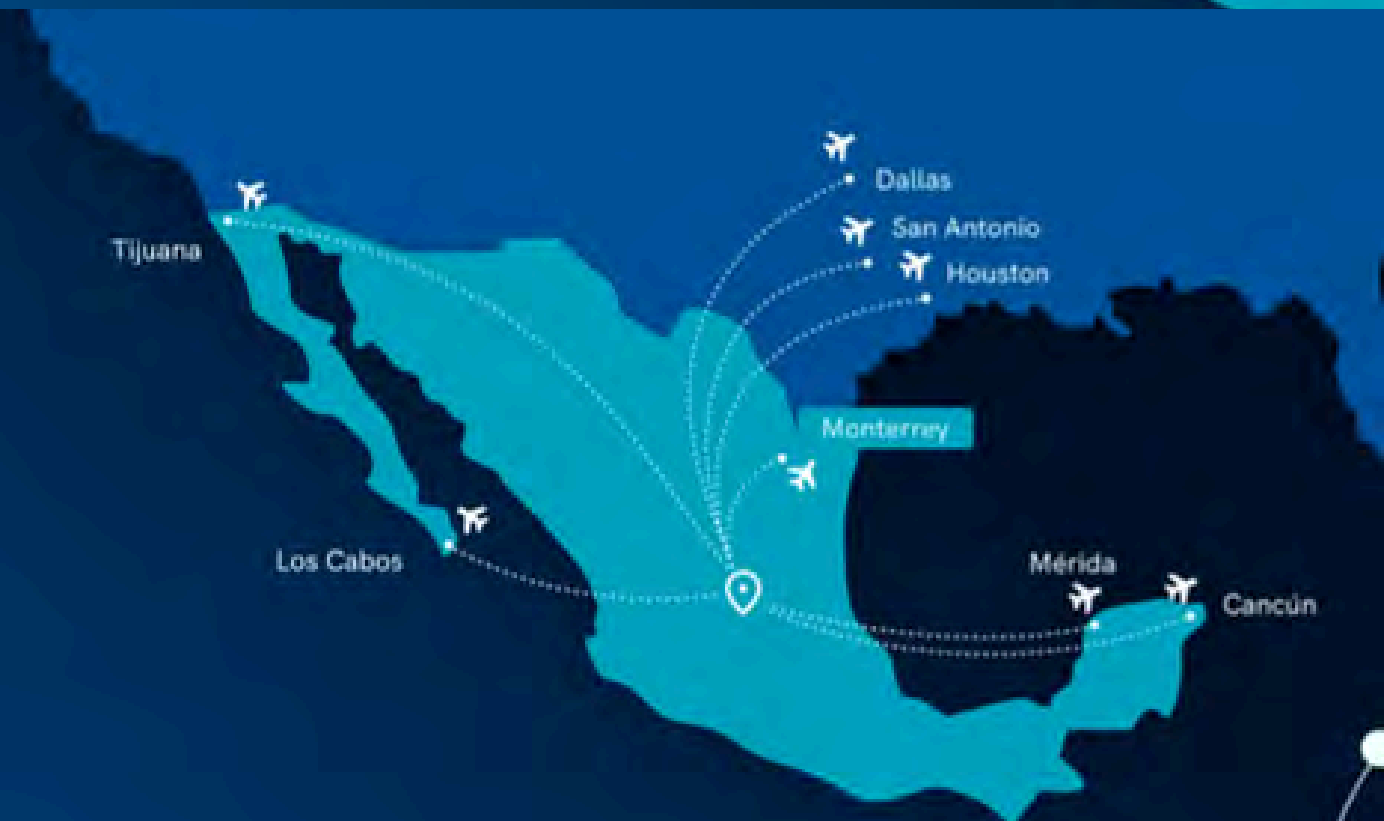 Dallas
San Antonio
Houston
Tijuana
Monterrey
Los Cabos
Mérida
Cancún